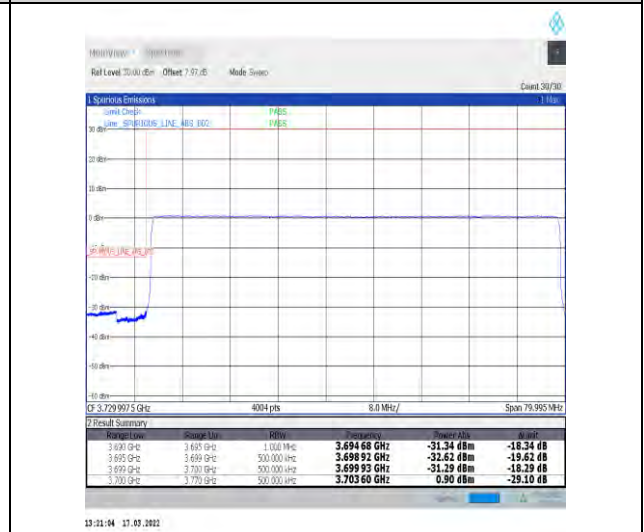 Ref Level 30.00 dBm Offset 7.97 dB Mode Sweep
Count 30/30
1 Spurious Emissions
Limit Check PASS
Line _SPURIOUS_LINE_ABS_002 PASS
30 dBm
20 dBm
10 dBm
0 dBm
-20 dBm
-30 dBm
-40 dBm
-50 dBm
-60 dBm
CF 3.7299975 GHz 4004 pts 8.0 MHz/ Span 79.995 MHz
2 Result Summary
Range Low Range Up RBW Frequency Power Abs ΔLimit
3.690 GHz 3.695 GHz 1.000 MHz 3.694 68 GHz -31.34 dBm -18.34 dB
3.695 GHz 3.699 GHz 500.000 kHz 3.698 92 GHz -32.62 dBm -19.62 dB
3.699 GHz 3.700 GHz 500.000 kHz 3.699 93 GHz -31.29 dBm -18.29 dB
3.700 GHz 3.770 GHz 500.000 kHz 3.703 60 GHz 0.90 dBm -29.10 dB
13:21:04 17.03.2022